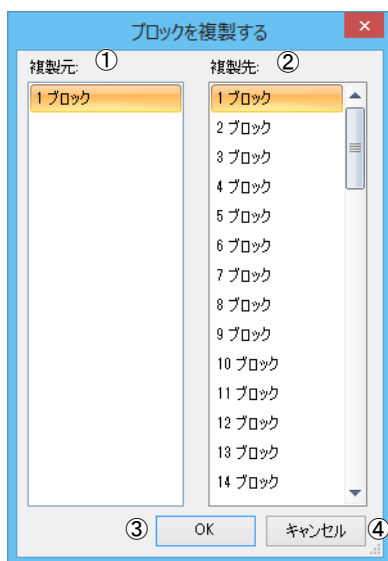 ブロックを複製する
複製元: ①
1 ブロック
複製先: ②
1 ブロック
2 ブロック
3 ブロック
4 ブロック
5 ブロック
6 ブロック
7 ブロック
8 ブロック
9 ブロック
10 ブロック
11 ブロック
12 ブロック
13 ブロック
14 ブロック
③ OK キャンセル ④